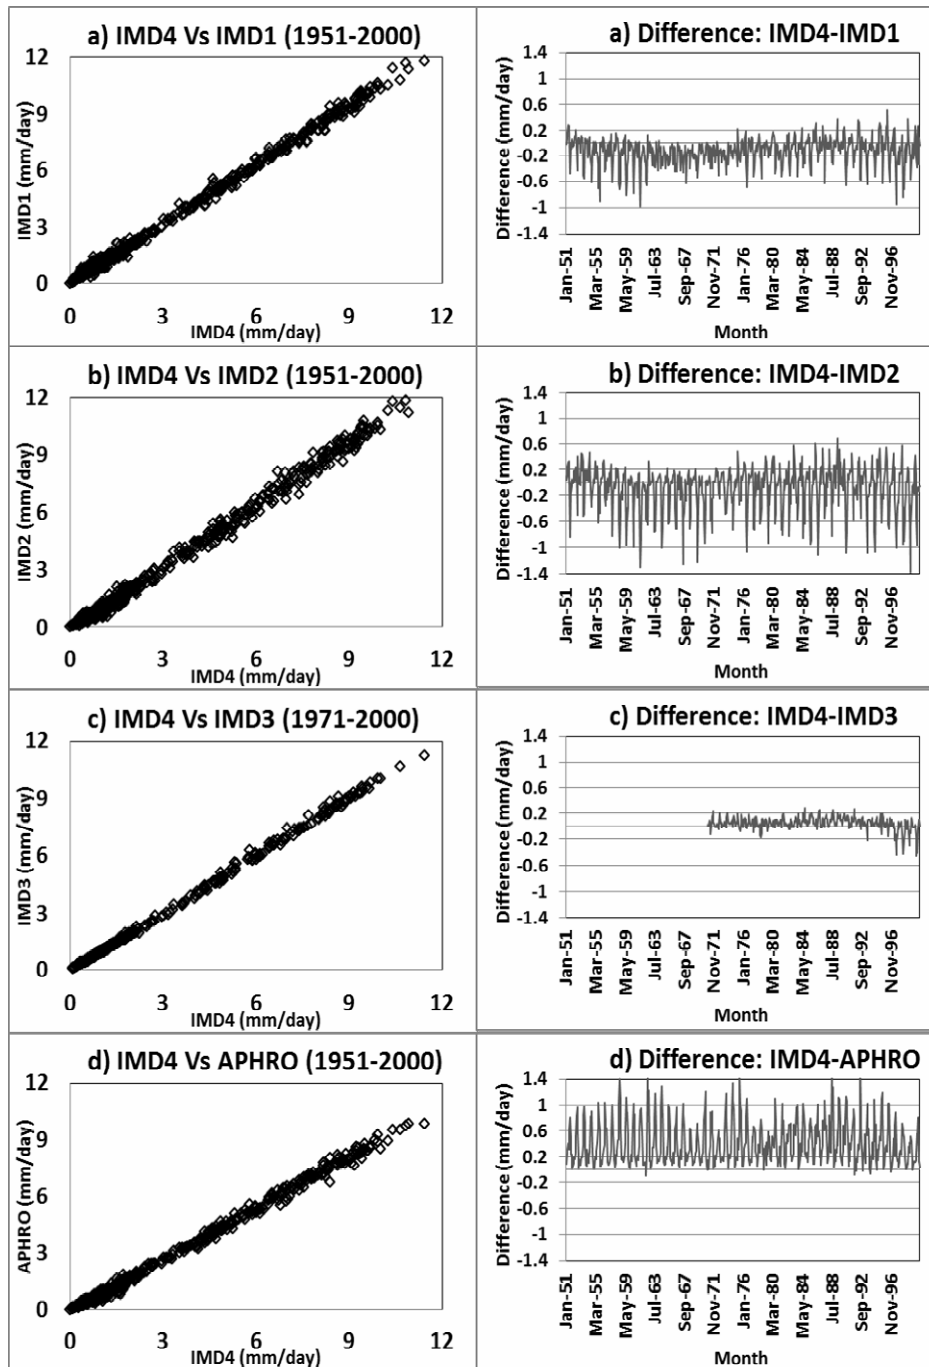 a) IMD4 Vs IMD1 (1951-2000)
12
9
6
3
0
IMD1 (mm/day)
0 3 6 9 12
IMD4 (mm/day)
a) Difference: IMD4-IMD1
1.4
1
0.6
0.2
-0.2
-0.6
-1
-1.4
Difference (mm/day)
Jan-51
Mar-55
May-59
Jul-63
Sep-67
Nov-71
Jan-76
Mar-80
May-84
Jul-88
Sep-92
Nov-96
Month
b) IMD4 Vs IMD2 (1951-2000)
12
9
6
3
0
IMD2 (mm/day)
0 3 6 9 12
IMD4 (mm/day)
b) Difference: IMD4-IMD2
1.4
1
0.6
0.2
-0.2
-0.6
-1
-1.4
Difference (mm/day)
Jan-51
Mar-55
May-59
Jul-63
Sep-67
Nov-71
Jan-76
Mar-80
May-84
Jul-88
Sep-92
Nov-96
Month
c) IMD4 Vs IMD3 (1971-2000)
12
9
6
3
0
IMD3 (mm/day)
0 3 6 9 12
IMD4 (mm/day)
c) Difference: IMD4-IMD3
1.4
1
0.6
0.2
-0.2
-0.6
-1
-1.4
Difference (mm/day)
Jan-51
Mar-55
May-59
Jul-63
Sep-67
Nov-71
Jan-76
Mar-80
May-84
Jul-88
Sep-92
Nov-96
Month
d) IMD4 Vs APHRO (1951-2000)
12
9
6
3
0
APHRO (mm/day)
0 3 6 9 12
IMD4 (mm/day)
d) Difference: IMD4-APHRO
1.4
1
0.6
0.2
-0.2
-0.6
-1
-1.4
Difference (mm/day)
Jan-51
Mar-55
May-59
Jul-63
Sep-67
Nov-71
Jan-76
Mar-80
May-84
Jul-88
Sep-92
Nov-96
Month